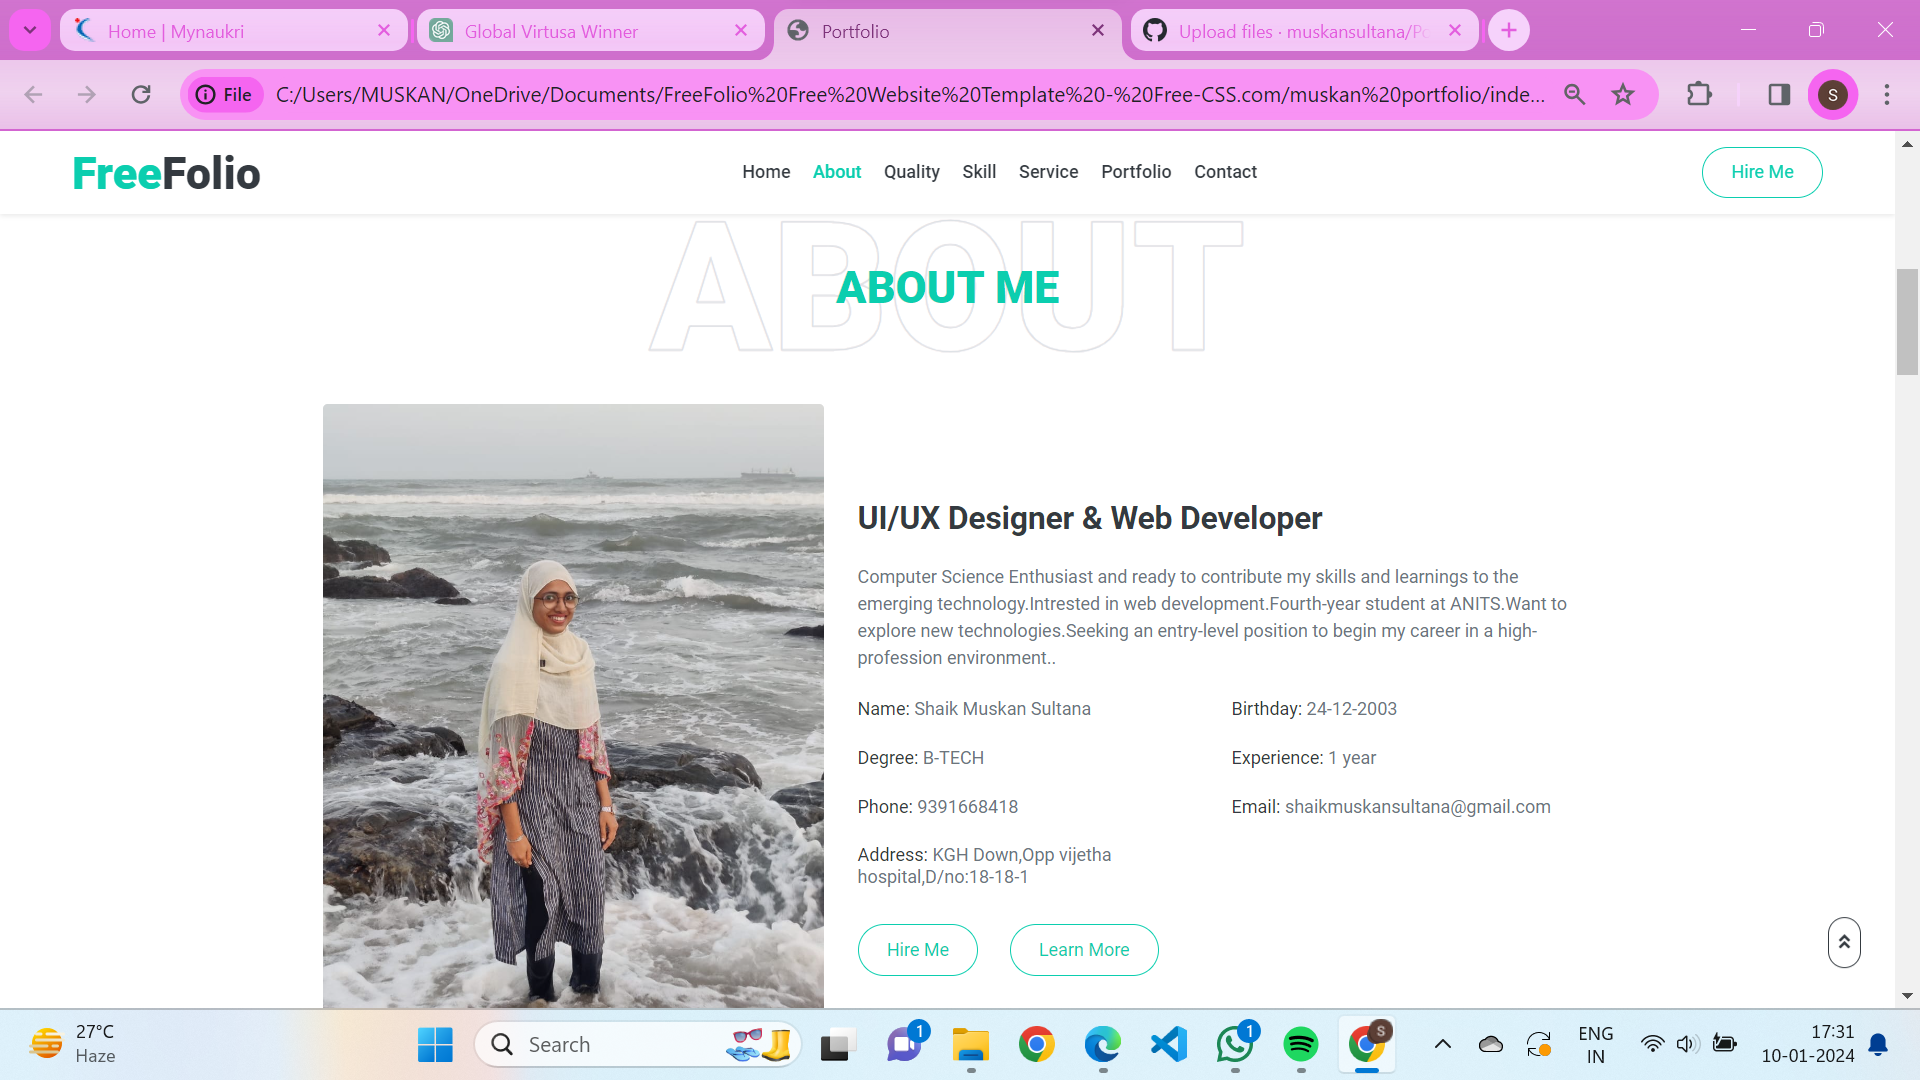 Home | Mynaukri
Global Virtusa Winner
Portfolio
Upload files · muskansultana/Po
File
C:/Users/MUSKAN/OneDrive/Documents/FreeFolio%20Free%20Website%20Template%20-%20Free-CSS.com/muskan%20portfolio/inde...
S
FreeFolio
Home About Quality Skill Service Portfolio Contact
Hire Me
ABOUT
ABOUT ME
UI/UX Designer & Web Developer
Computer Science Enthusiast and ready to contribute my skills and learnings to the
emerging technology.Intrested in web development.Fourth-year student at ANITS.Want to
explore new technologies.Seeking an entry-level position to begin my career in a high-
profession environment..
Name: Shaik Muskan Sultana
Birthday: 24-12-2003
Degree: B-TECH
Experience: 1 year
Phone: 9391668418
Email: shaikmuskansultana@gmail.com
Address: KGH Down,Opp vijetha
hospital,D/no:18-18-1
Hire Me
Learn More
27°C
Haze
Search
1
1
S
ENG
IN
17:31
10-01-2024